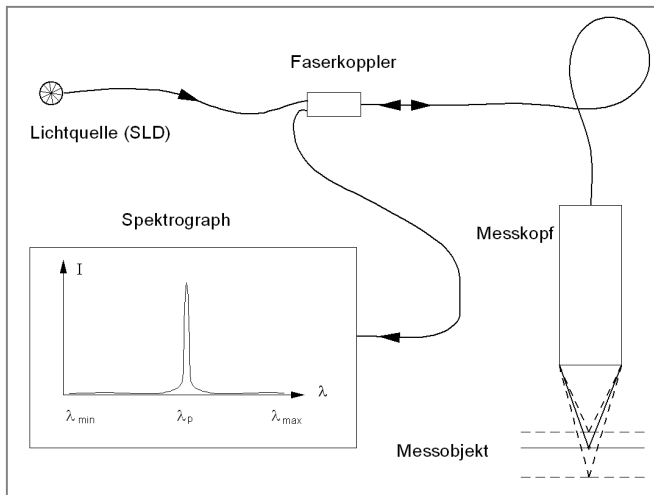 Faserkoppler
Lichtquelle (SLD)
Spektrograph
Messkopf
I
λ
λmin
λp
λmax
Messobjekt